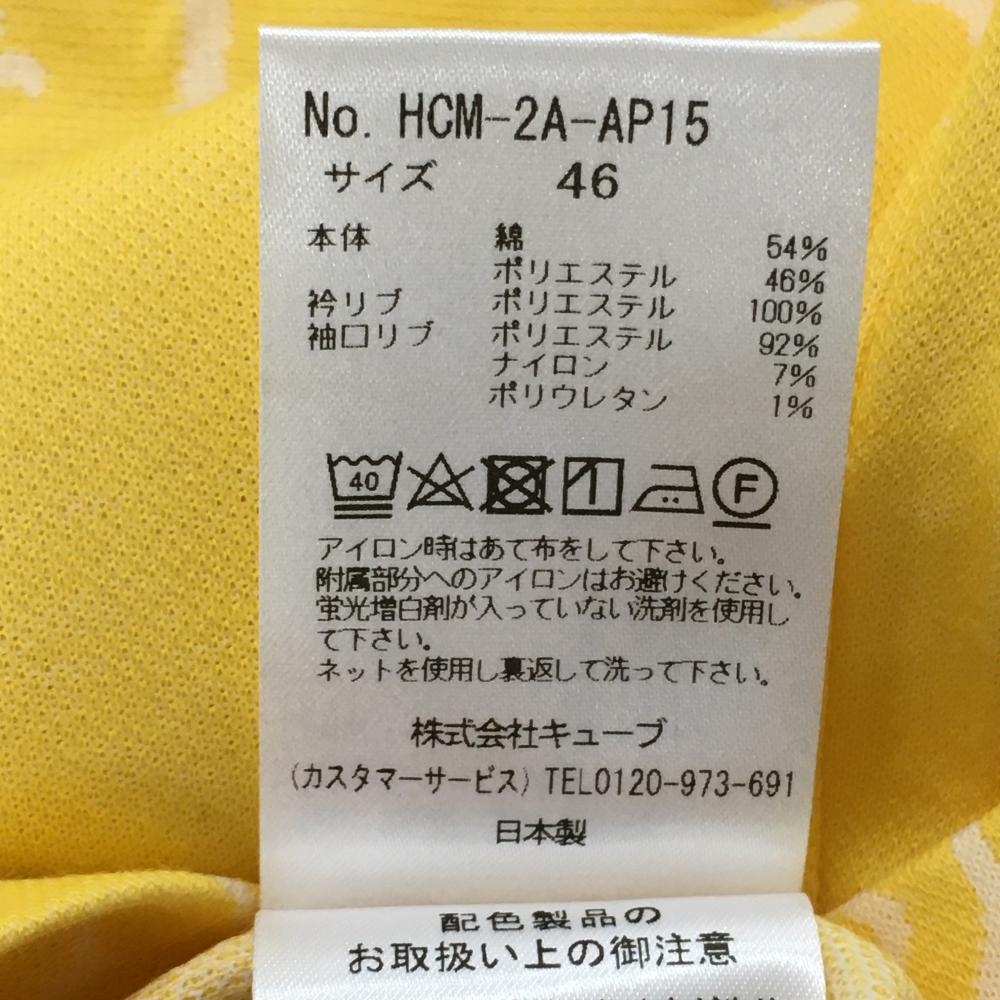 No. HCM-2A-AP15
サイズ 46
本体 綿 54%
ポリエステル 46%
衿リブ ポリエステル 100%
袖口リブ ポリエステル 92%
ナイロン 7%
ポリウレタン 1%
40 F
アイロン時はあて布をして下さい。
附属部分へのアイロンはお避けください。
蛍光増白剤が入っていない洗剤を使用し
て下さい。
ネットを使用し裏返して洗って下さい。
株式会社キューブ
(カスタマーサービス) TEL0120-973-691
日本製
配色製品の
お取扱い上の御注意